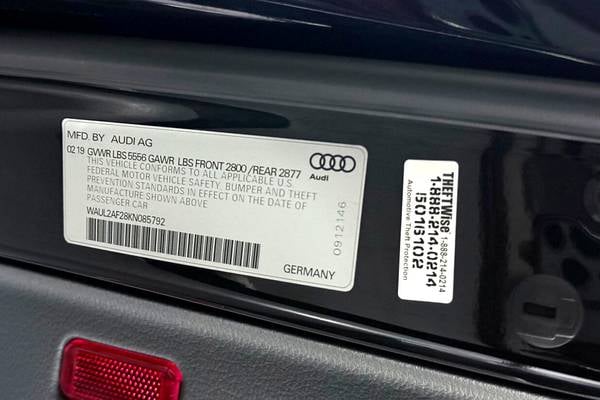 MFD. BY AUDI AG
02 19 GVWR LBS 5556 GAWR LBS FRONT 2800 /REAR 2877
THIS VEHICLE CONFORMS TO ALL APPLICABLE U.S.
FEDERAL MOTOR VEHICLE SAFETY, BUMPER AND THEFT
PREVENTION STANDARDS IN EFFECT ON THE DATE
OF MANUFACTURE SHOWN ABOVE
PASSENGER CAR
WAUL2AF28KN085792
Audi
0912146
GERMANY
THEFTWise 1-888-214-0214
1-888-214-0214
Automotive Theft Protection